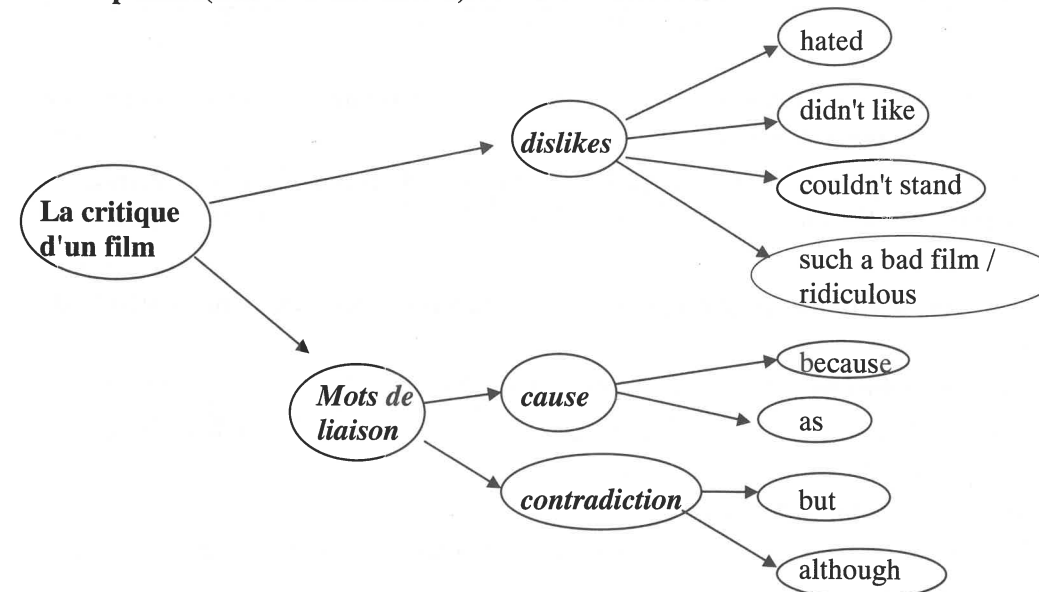 hated
didn't like
dislikes
couldn't stand
La critique
d'un film
such a bad film /
ridiculous
because
Mots de
liaison
cause
as
contradiction
but
although